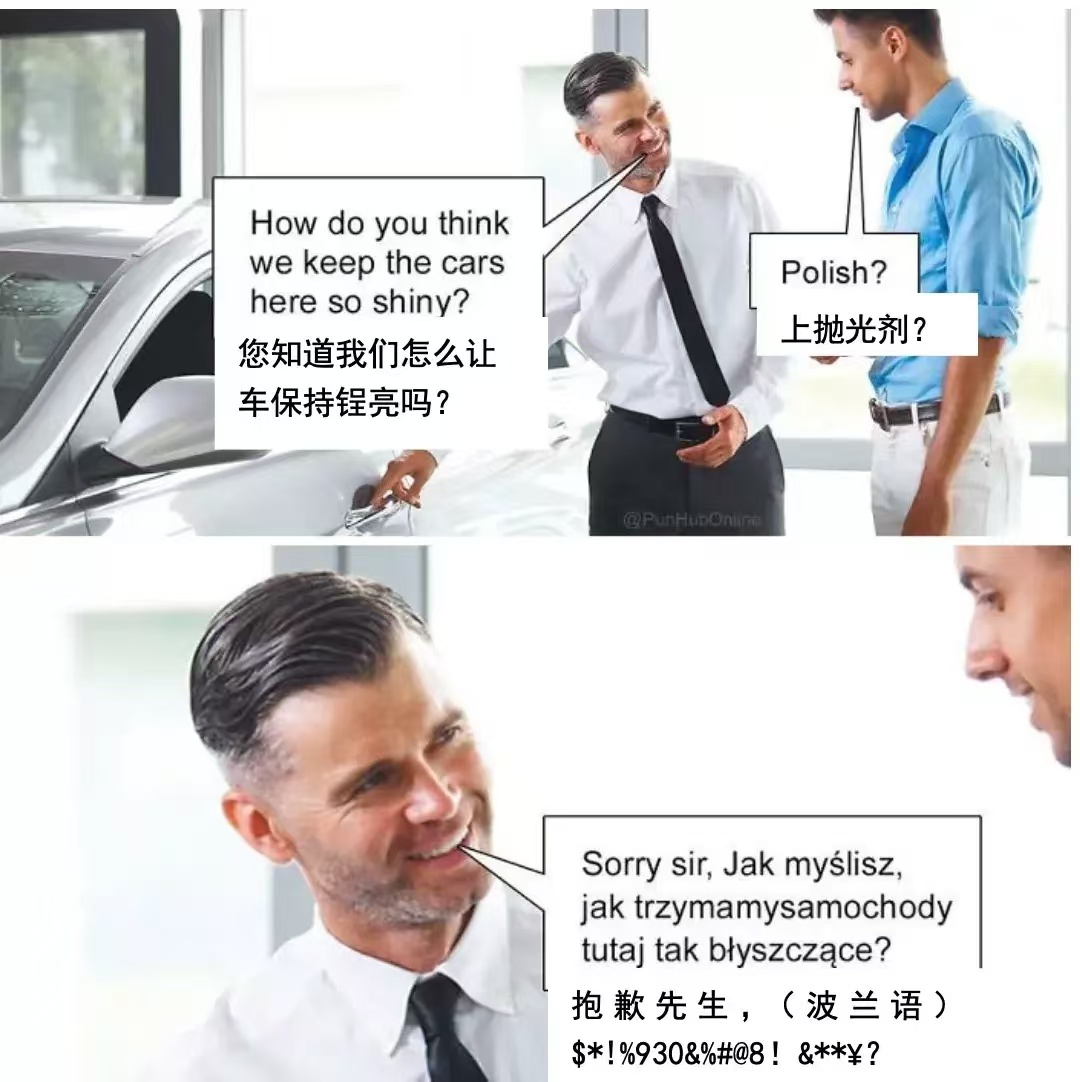 How do you think
we keep the cars
here so shiny?
您知道我们怎么让
车保持锃亮吗?
Polish?
上抛光剂?
@PunHubOnline
Sorry sir, Jak myślisz,
jak trzymamysamochody
tutaj tak błyszczące?
抱歉先生,(波兰语)
$*!%930&%#@8! &**¥?